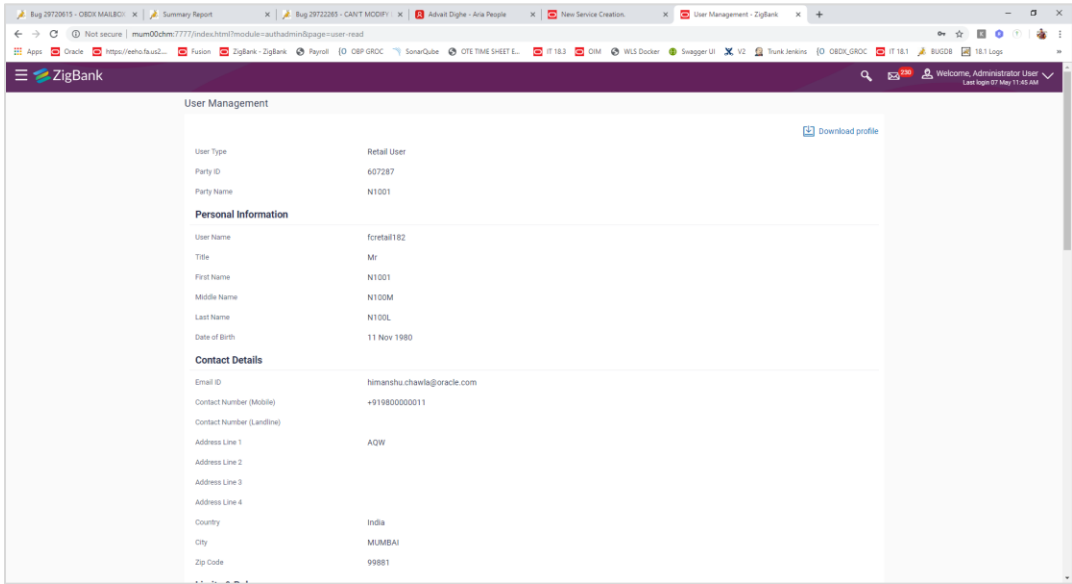 Bug 29720615 - OBDX MAILBOX
Summary Report
Bug 29722265 - CAN'T MODIFY
Advait Dighe - Aria People
New Service Creation.
User Management - ZigBank
Not secure | mum00chm:7777/index.html?module=authadmin&page=user-read
Apps Oracle https://eeho.fa.us2... Fusion ZigBank - ZigBank Payroll OBP GROC SonarQube OTE TIME SHEET E... IT 18.3 OIM WLS Docker Swagger UI V2 Trunk Jenkins OBDX_GROC IT 18.1 BUGDB 18.1 Logs »
ZigBank
230
Welcome, Administrator User
Last login 07 May 11:45 AM
User Management
Download profile
User Type Retail User
Party ID 607287
Party Name N1001
Personal Information
User Name fcretail182
Title Mr
First Name N1001
Middle Name N100M
Last Name N100L
Date of Birth 11 Nov 1980
Contact Details
Email ID himanshu.chawla@oracle.com
Contact Number (Mobile) +919800000011
Contact Number (Landline)
Address Line 1 AQW
Address Line 2
Address Line 3
Address Line 4
Country India
City MUMBAI
Zip Code 99881